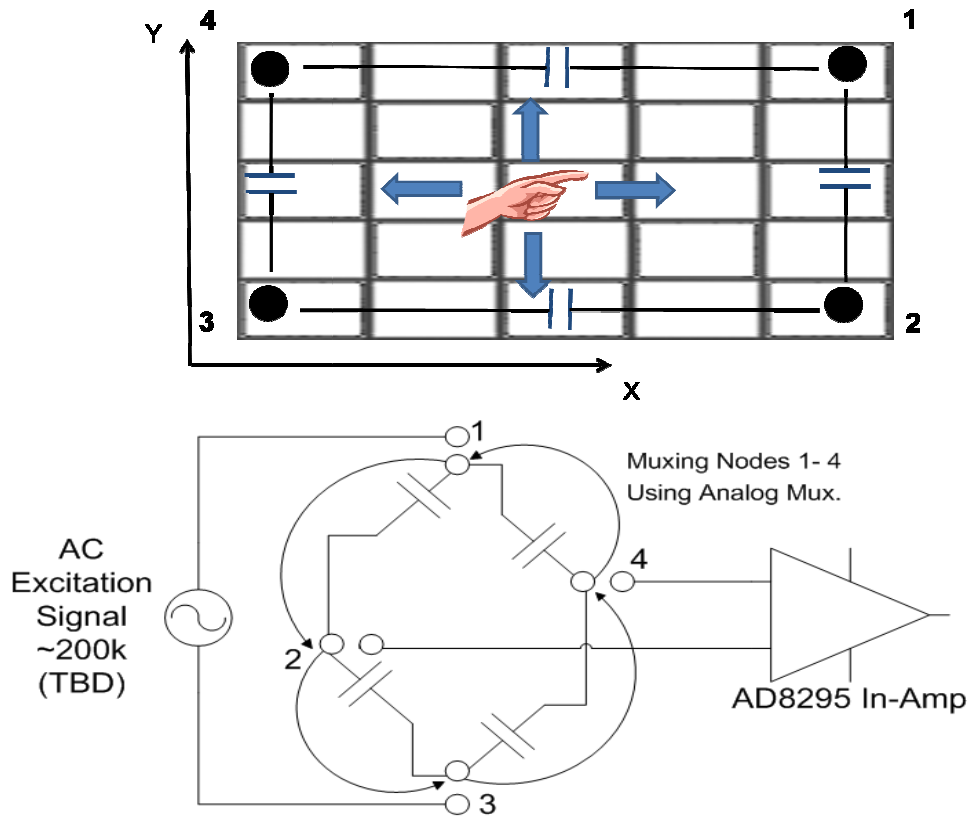 4
1
Y
3
2
X
1
Muxing Nodes 1- 4
Using Analog Mux.
AC
Excitation
Signal
~200k
(TBD)
4
2
AD8295 In-Amp
3